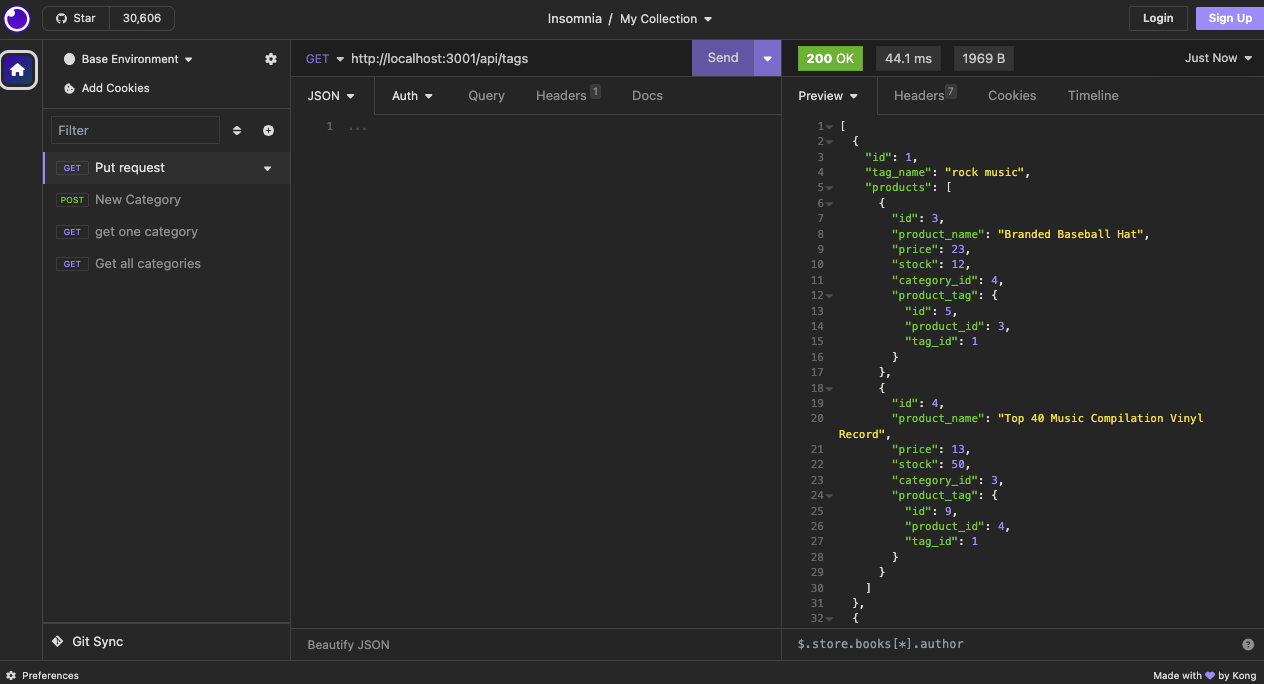 Star 30,606
Insomnia / My Collection
Login Sign Up
Base Environment
Add Cookies
Filter
GET Put request
POST New Category
GET get one category
GET Get all categories
Git Sync
Preferences
GET http://localhost:3001/api/tags Send
JSON Auth Query Headers 1 Docs
1 ...
Beautify JSON
200 OK 44.1 ms 1969 B Just Now
Preview Headers 7 Cookies Timeline
1 [
2 {
3 "id": 1,
4 "tag_name": "rock music",
5 "products": [
6 {
7 "id": 3,
8 "product_name": "Branded Baseball Hat",
9 "price": 23,
10 "stock": 12,
11 "category_id": 4,
12 "product_tag": {
13 "id": 5,
14 "product_id": 3,
15 "tag_id": 1
16 }
17 },
18 {
19 "id": 4,
20 "product_name": "Top 40 Music Compilation Vinyl
Record",
21 "price": 13,
22 "stock": 50,
23 "category_id": 3,
24 "product_tag": {
25 "id": 9,
26 "product_id": 4,
27 "tag_id": 1
28 }
29 }
30 ]
31 },
32 {
$.store.books[*].author
Made with 💜 by Kong